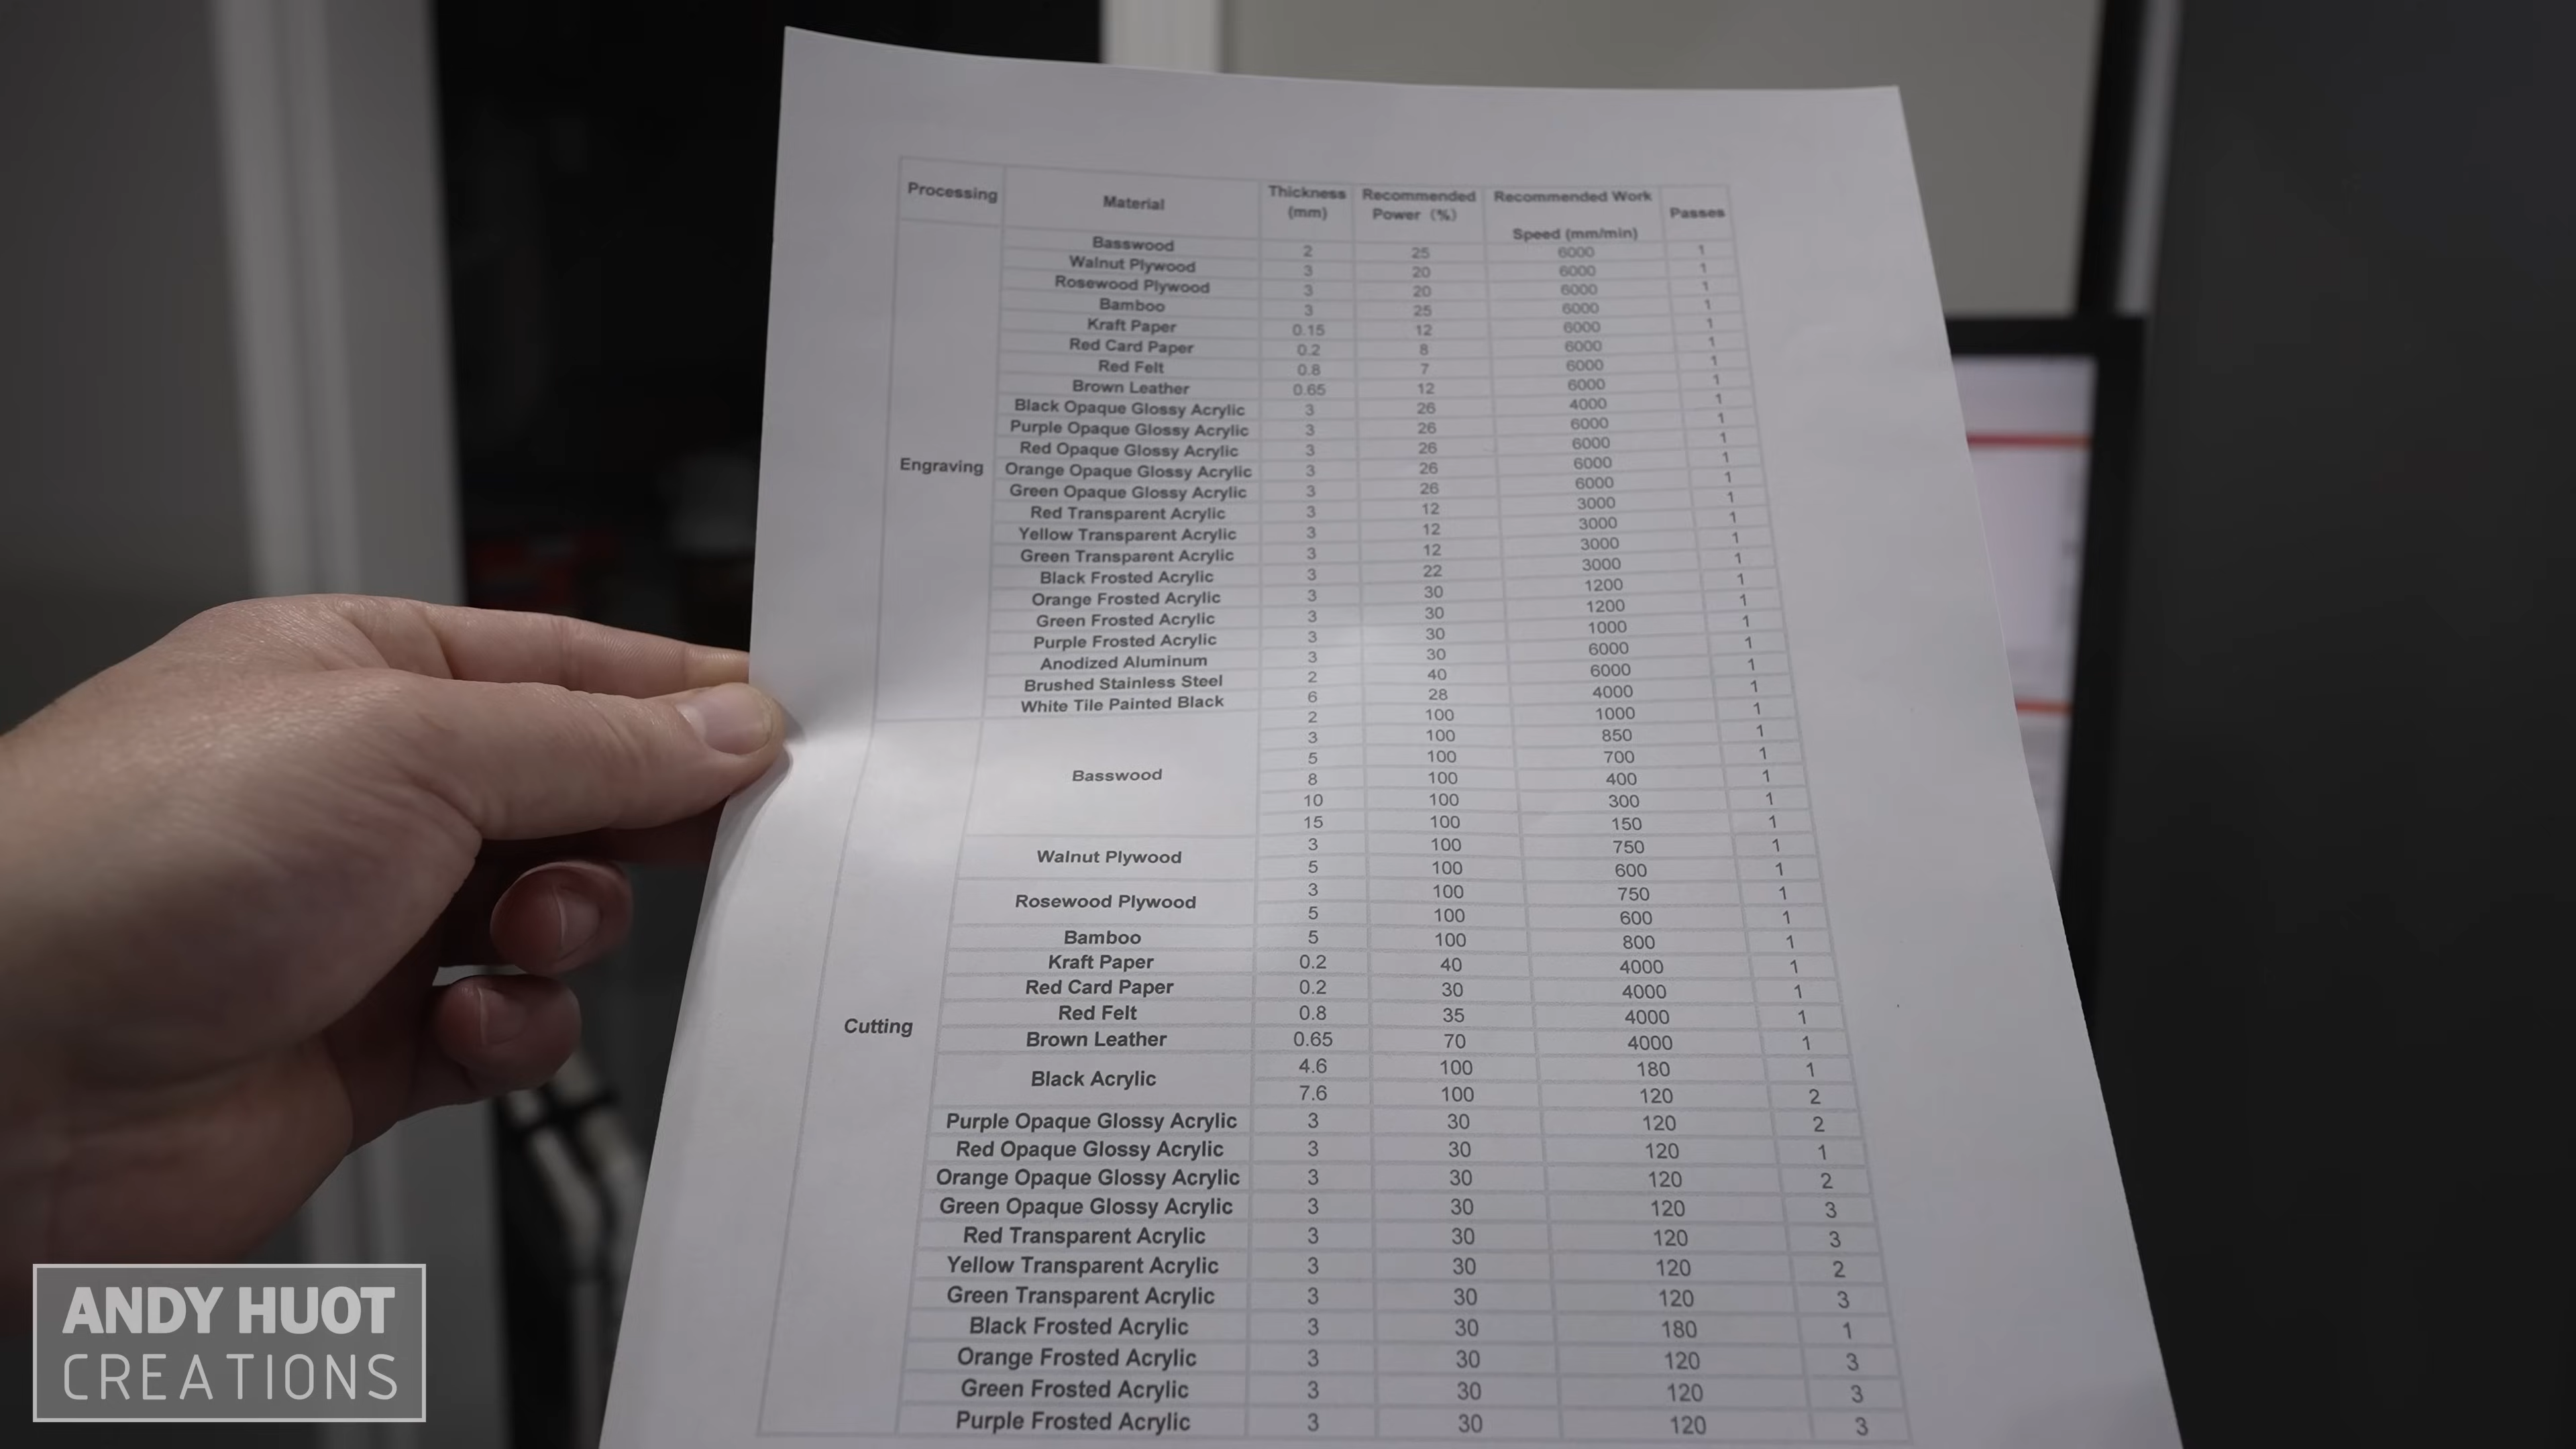 Processing Material Thickness (mm) Recommended Power (%) Recommended Work Speed (mm/min) Passes
Engraving
Basswood 2 25 6000 1
Walnut Plywood 3 20 6000 1
Rosewood Plywood 3 20 6000 1
Bamboo 3 25 6000 1
Kraft Paper 0.15 12 6000 1
Red Card Paper 0.2 8 6000 1
Red Felt 0.8 7 6000 1
Brown Leather 0.65 12 6000 1
Black Opaque Glossy Acrylic 3 26 4000 1
Purple Opaque Glossy Acrylic 3 26 6000 1
Red Opaque Glossy Acrylic 3 26 6000 1
Orange Opaque Glossy Acrylic 3 26 6000 1
Green Opaque Glossy Acrylic 3 26 6000 1
Red Transparent Acrylic 3 12 3000 1
Yellow Transparent Acrylic 3 12 3000 1
Green Transparent Acrylic 3 12 3000 1
Black Frosted Acrylic 3 22 3000 1
Orange Frosted Acrylic 3 30 1200 1
Green Frosted Acrylic 3 30 1200 1
Purple Frosted Acrylic 3 30 1000 1
Anodized Aluminum 3 30 6000 1
Brushed Stainless Steel 2 40 6000 1
White Tile Painted Black 6 28 4000 1
Cutting
Basswood 2 100 1000 1
3 100 850 1
5 100 700 1
8 100 400 1
10 100 300 1
15 100 150 1
Walnut Plywood 3 100 750 1
5 100 600 1
Rosewood Plywood 3 100 750 1
5 100 600 1
Bamboo 5 100 800 1
Kraft Paper 0.2 40 4000 1
Red Card Paper 0.2 30 4000 1
Red Felt 0.8 35 4000 1
Brown Leather 0.65 70 4000 1
Black Acrylic 4.6 100 180 1
7.6 100 120 2
Purple Opaque Glossy Acrylic 3 30 120 2
Red Opaque Glossy Acrylic 3 30 120 1
Orange Opaque Glossy Acrylic 3 30 120 2
Green Opaque Glossy Acrylic 3 30 120 3
Red Transparent Acrylic 3 30 120 3
Yellow Transparent Acrylic 3 30 120 2
Green Transparent Acrylic 3 30 120 3
Black Frosted Acrylic 3 30 180 1
Orange Frosted Acrylic 3 30 120 3
Green Frosted Acrylic 3 30 120 3
Purple Frosted Acrylic 3 30 120 3
ANDY HUOT
CREATIONS